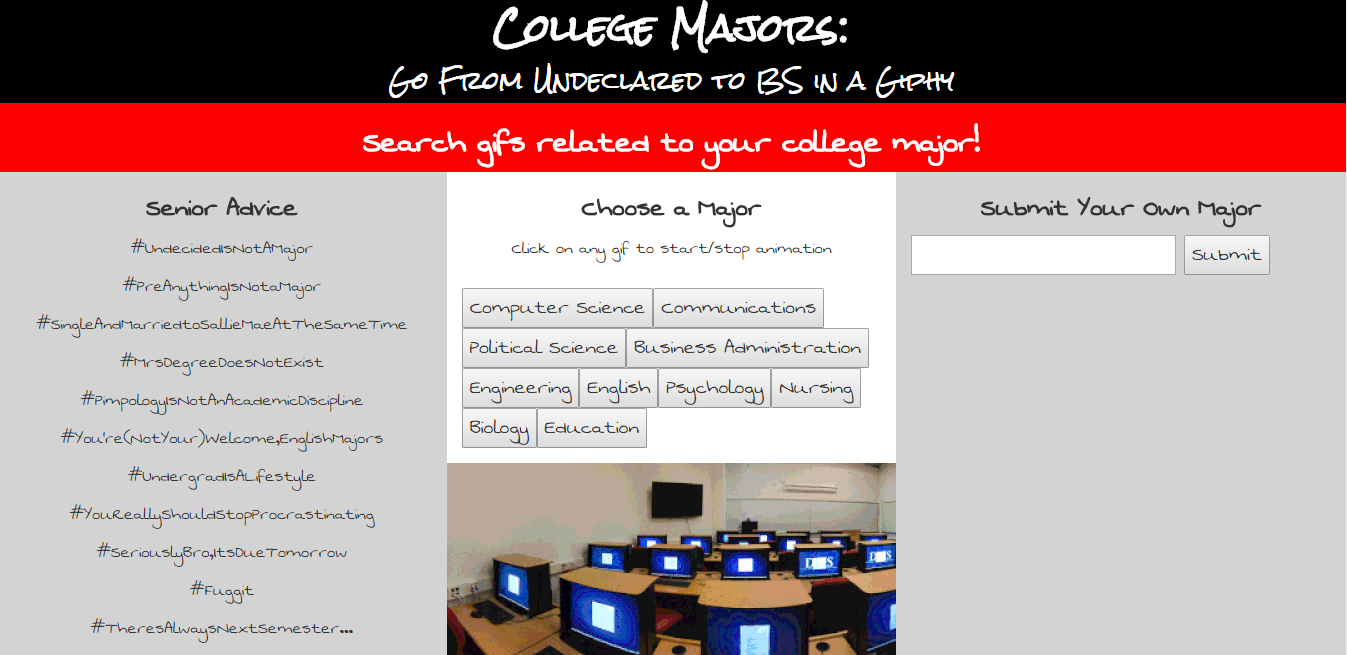 College Majors:
Go From Undeclared to BS in a Giphy
Search gifs related to your college major!
Senior Advice
#UndecidedIsNotAMajor
#PreAnythingIsNotaMajor
#SingleAndMarriedtoSallieMaeAtTheSameTime
#MrsDegreeDoesNotExist
#PimpologyIsNotAnAcademicDiscipline
#You're(NotYour)Welcome,EnglishMajors
#UndergradIsALifestyle
#YouReallyShouldStopProcrastinating
#SeriouslyBro,ItsDueTomorrow
#Fuggit
#TheresAlwaysNextSemester...
Choose a Major
Click on any gif to start/stop animation
Computer Science Communications
Political Science Business Administration
Engineering English Psychology Nursing
Biology Education
Submit Your Own Major
Submit